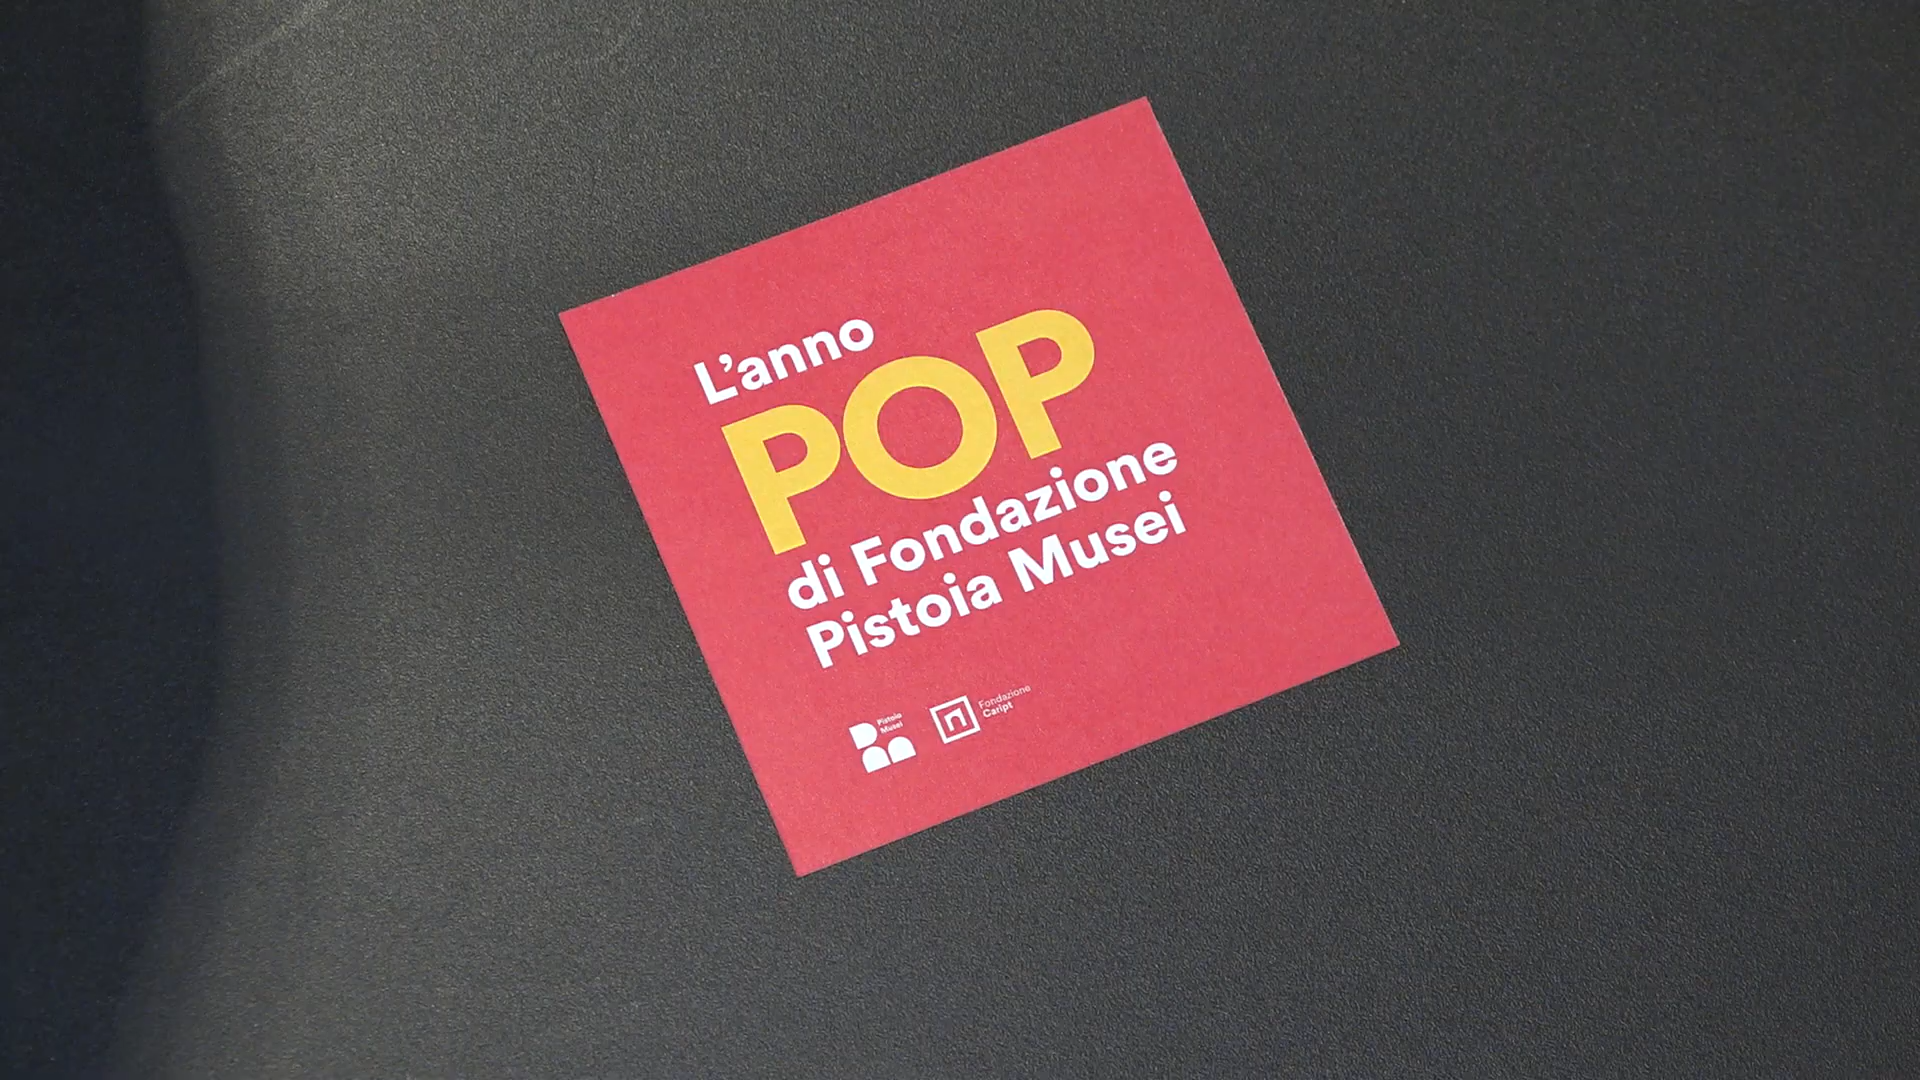 L'anno
POP
di Fondazione
Pistoia Musei
Pistoia
Musei
Fondazione
Caript